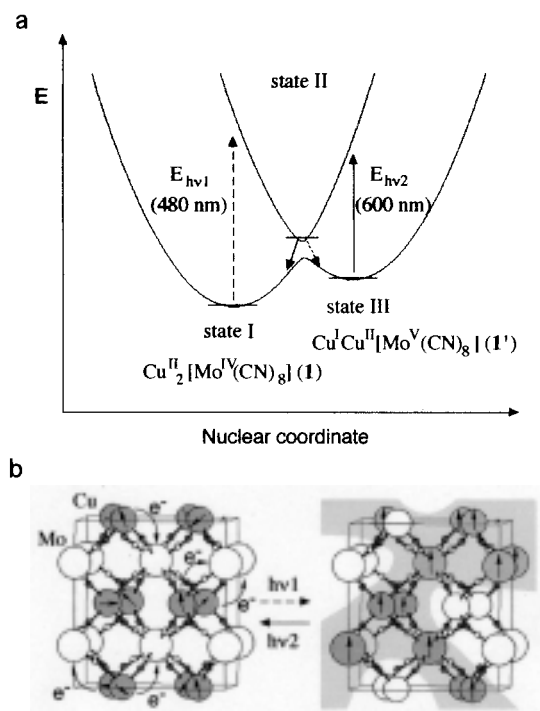 a
E
state II
E_hν1
(480 nm)
E_hν2
(600 nm)
state I
state III
Cu^I Cu^II [Mo^V(CN)_8] (1')
Cu^II_2 [Mo^IV(CN)_8] (1)
Nuclear coordinate
b
Cu
e⁻
Mo
e⁻
hν1
e⁻
hν2
e⁻
e⁻